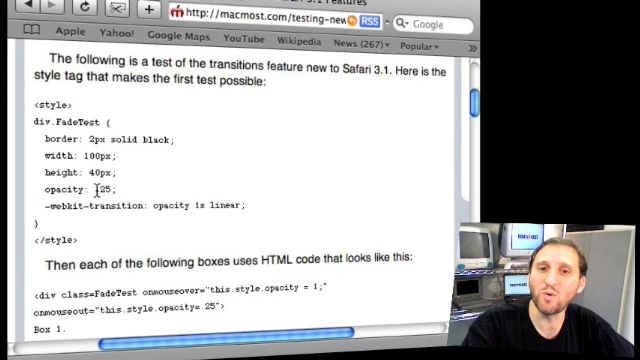 3.1 Features
http://macmost.com/testing-new
RSS
Google
Apple Yahoo! Google Maps YouTube Wikipedia News (267) Popular
The following is a test of the transitions feature new to Safari 3.1. Here is the
style tag that makes the first test possible:
<style>
div.FadeTest {
border: 2px solid black;
width: 100px;
height: 40px;
opacity: .25;
-webkit-transition: opacity 1s linear;
}
</style>
Then each of the following boxes uses HTML code that looks like this:
<div class=FadeTest onmouseover="this.style.opacity = 1;"
onmouseout="this.style.opacity=.25">
Box 1.